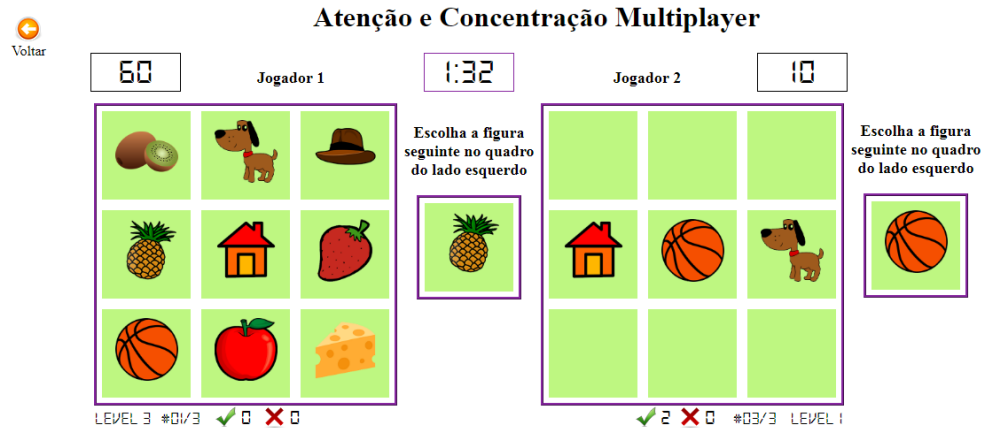 Atenção e Concentração Multiplayer
Voltar
60
Jogador 1
1:32
Jogador 2
10
Escolha a figura
seguinte no quadro
do lado esquerdo
Escolha a figura
seguinte no quadro
do lado esquerdo
LEVEL 3 #01/3 0 0
2 0 #03/3 LEVEL 1